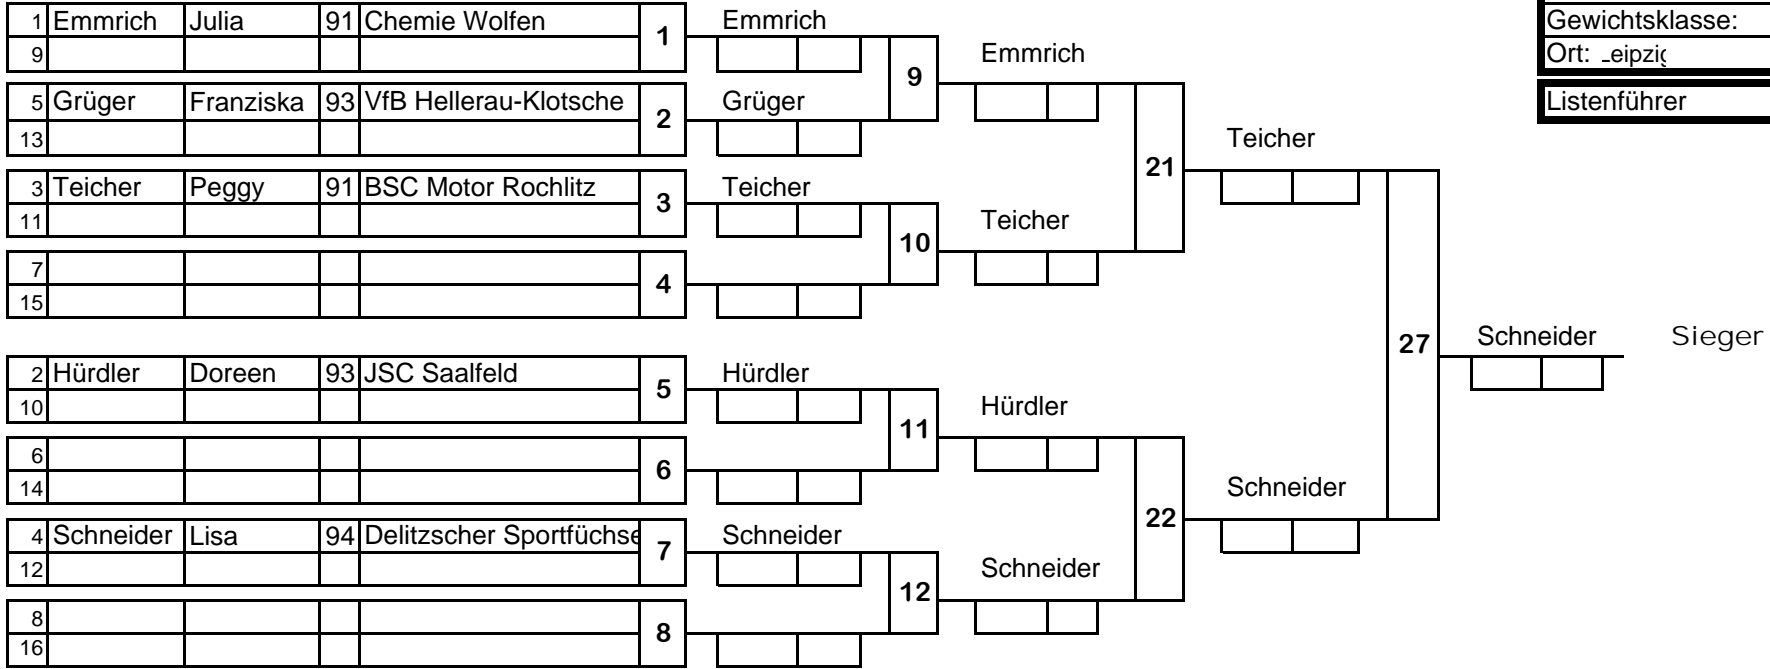 1 Emmrich Julia 91 Chemie Wolfen 1 Emmrich
9
Emmrich
9
5 Grüger Franziska 93 VfB Hellerau-Klotsche 2 Grüger
13
Teicher
21
3 Teicher Peggy 91 BSC Motor Rochlitz 3 Teicher
11
Teicher
10
7
4
15
Schneider Sieger
27
2 Hürdler Doreen 93 JSC Saalfeld 5 Hürdler
10
Hürdler
11
6
6
14
Schneider
22
4 Schneider Lisa 94 Delitzscher Sportfüchse 7 Schneider
12
Schneider
12
8
8
16
Gewichtsklasse:
Ort: Leipzig
Listenführer